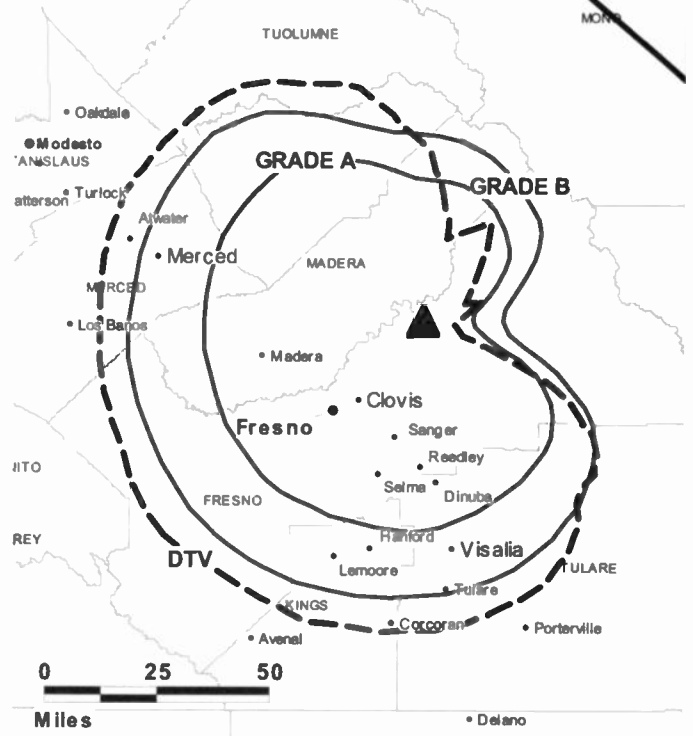 MONO
TUOLUMNE
Oakdale
Modesto
ANISLAUS
GRADE A
GRADE B
Turlock
atterson
Atwater
Merced
MADERA
MERCED
Los Banos
Madera
Clovis
Fresno
Sanger
Reedley
Selma
Dinuba
NITO
FRESNO
REY
Hanford
DTV
Visalia
Lemoore
TULARE
Tulare
KINGS
Corcoran
Porterville
Avenal
0 25 50
Miles
Delano